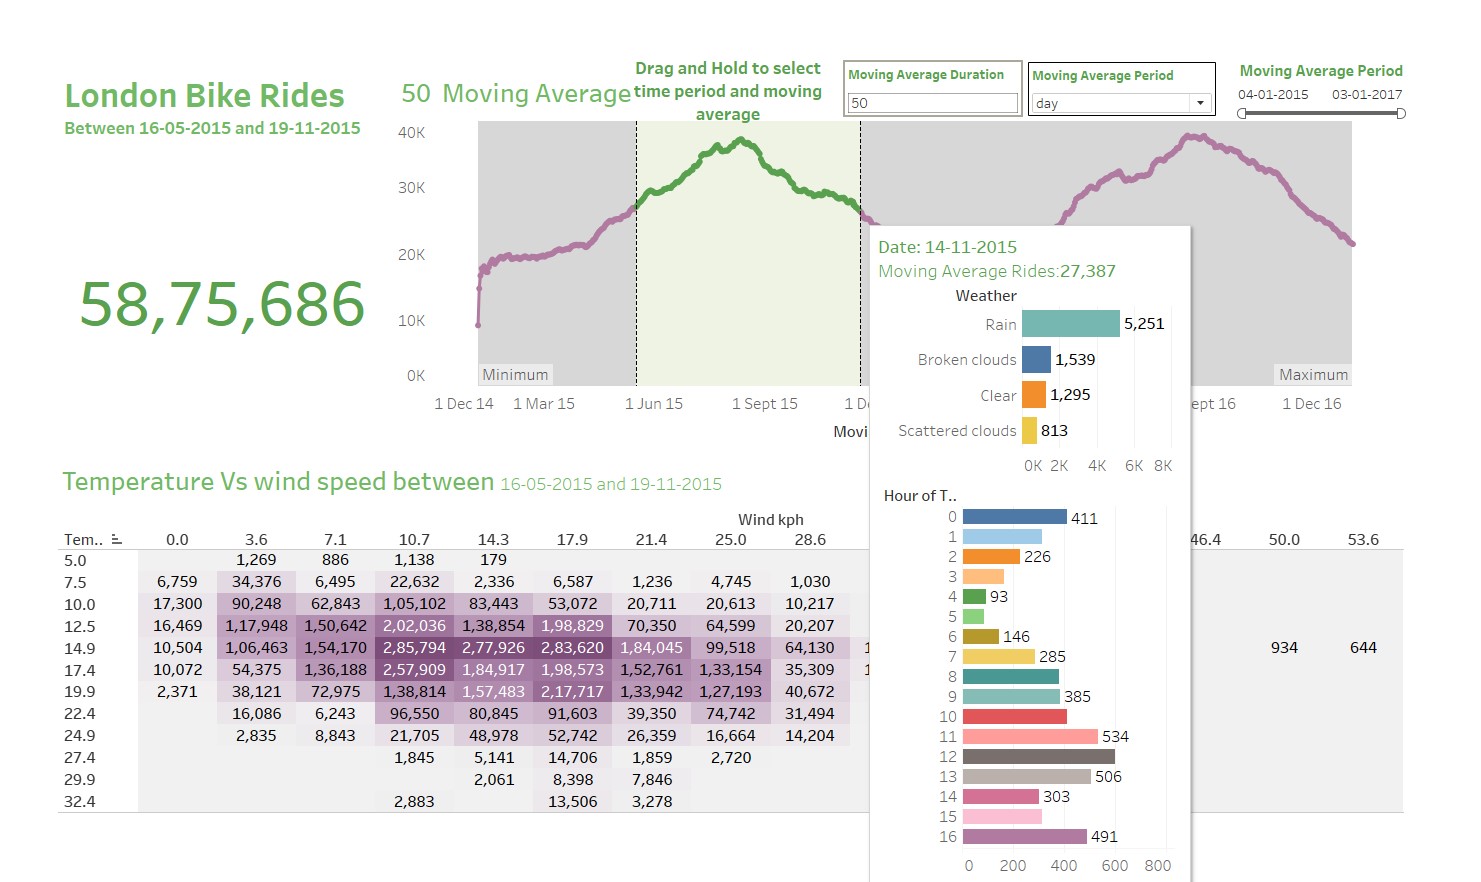 London Bike Rides
Between 16-05-2015 and 19-11-2015
58,75,686
50 Moving Average
Drag and Hold to select
time period and moving
average
Moving Average Duration
50
Moving Average Period
day
Moving Average Period
04-01-2015 03-01-2017
40K
30K
20K
10K
0K
Minimum Maximum
1 Dec 14 1 Mar 15 1 Jun 15 1 Sept 15 1 D ept 16 1 Dec 16
Movi
Date: 14-11-2015
Moving Average Rides:27,387
Weather
Rain 5,251
Broken clouds 1,539
Clear 1,295
Scattered clouds 813
0K 2K 4K 6K 8K
Hour of T..
0 411
1
2 226
3
4 93
5
6 146
7 285
8
9 385
10
11 534
12
13 506
14 303
15
16 491
0 200 400 600 800
Temperature Vs wind speed between 16-05-2015 and 19-11-2015
Wind kph
Tem.. 0.0 3.6 7.1 10.7 14.3 17.9 21.4 25.0 28.6 46.4 50.0 53.6
5.0 1,269 886 1,138 179
7.5 6,759 34,376 6,495 22,632 2,336 6,587 1,236 4,745 1,030
10.0 17,300 90,248 62,843 1,05,102 83,443 53,072 20,711 20,613 10,217
12.5 16,469 1,17,948 1,50,642 2,02,036 1,38,854 1,98,829 70,350 64,599 20,207
14.9 10,504 1,06,463 1,54,170 2,85,794 2,77,926 2,83,620 1,84,045 99,518 64,130 1 934 644
17.4 10,072 54,375 1,36,188 2,57,909 1,84,917 1,98,573 1,52,761 1,33,154 35,309 1
19.9 2,371 38,121 72,975 1,38,814 1,57,483 2,17,717 1,33,942 1,27,193 40,672
22.4 16,086 6,243 96,550 80,845 91,603 39,350 74,742 31,494
24.9 2,835 8,843 21,705 48,978 52,742 26,359 16,664 14,204
27.4 1,845 5,141 14,706 1,859 2,720
29.9 2,061 8,398 7,846
32.4 2,883 13,506 3,278